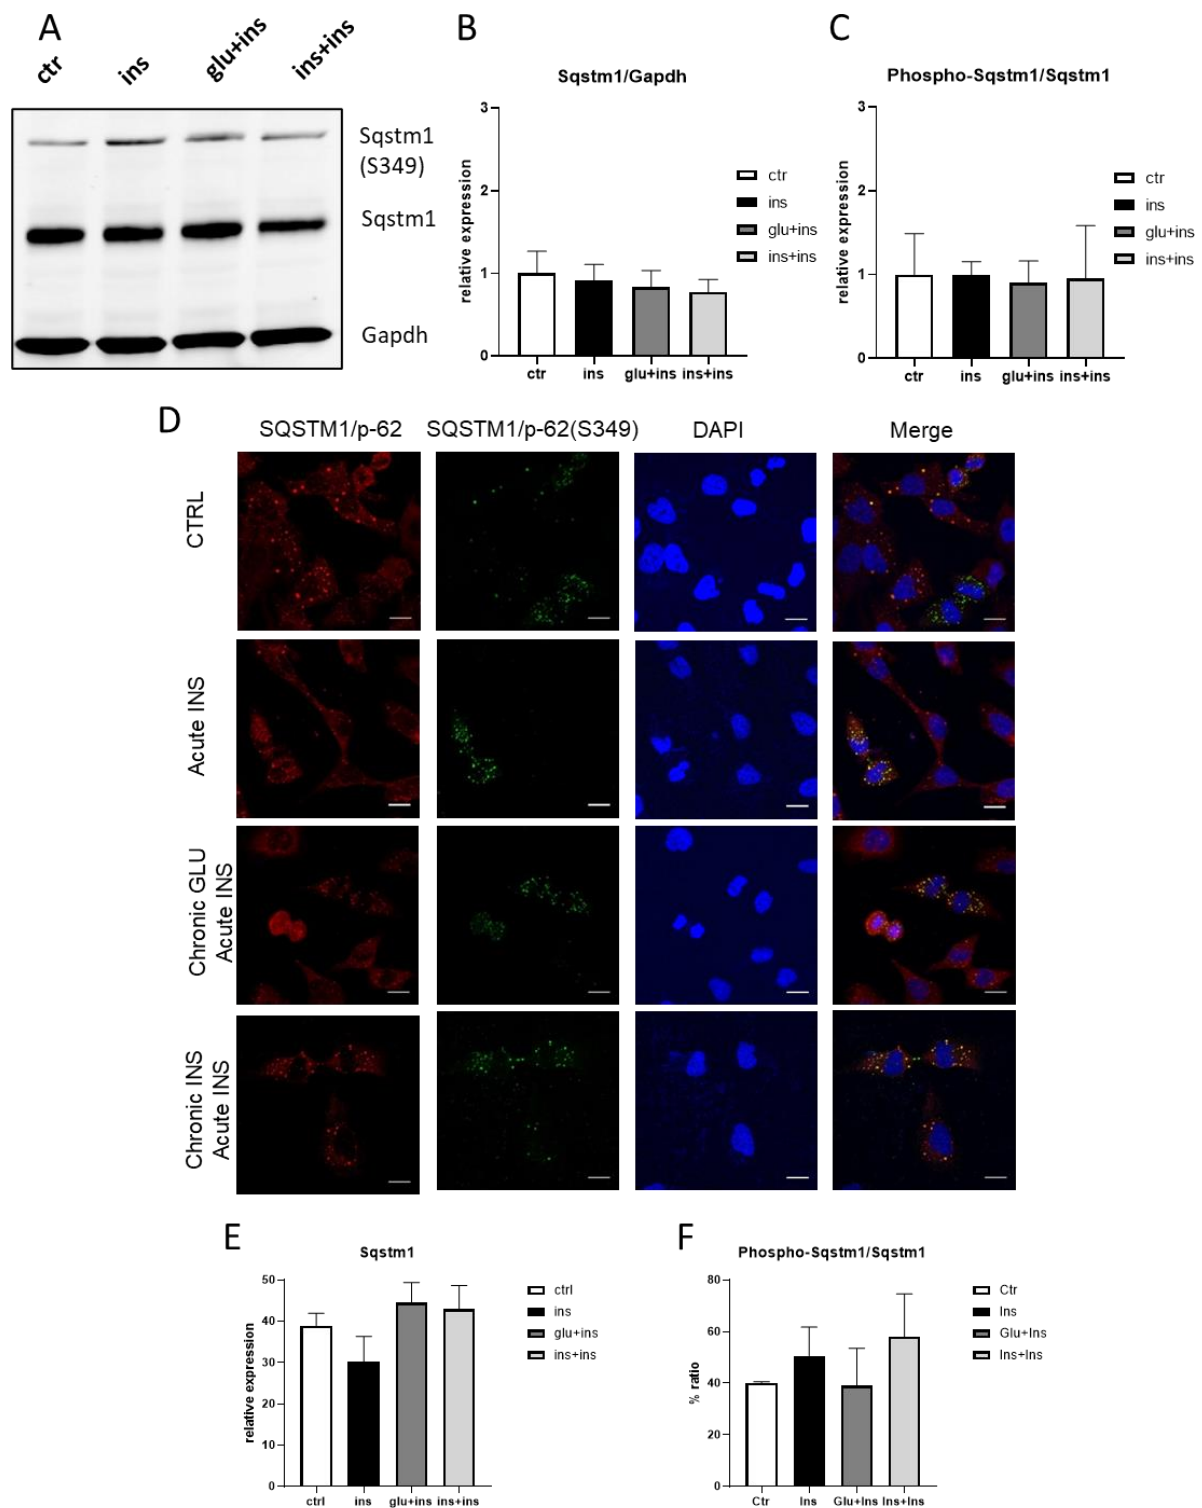 A
ctr
ins
glu+ins
ins+ins
Sqstm1
(S349)
Sqstm1
Gapdh
B
Sqstm1/Gapdh
relative expression
3
2
1
0
ctr
ins
glu+ins
ins+ins
ctr
ins
glu+ins
ins+ins
C
Phospho-Sqstm1/Sqstm1
relative expression
3
2
1
0
ctr
ins
glu+ins
ins+ins
ctr
ins
glu+ins
ins+ins
D
SQSTM1/p-62
SQSTM1/p-62(S349)
DAPI
Merge
CTRL
Acute INS
Chronic GLU
Acute INS
Chronic INS
Acute INS
E
Sqstm1
relative expression
50
40
30
20
10
0
ctrl
ins
glu+ins
ins+ins
ctrl
ins
glu+ins
ins+ins
F
Phospho-Sqstm1/Sqstm1
% ratio
80
60
40
20
0
Ctr
Ins
Glu+Ins
Ins+Ins
Ctr
Ins
Glu+Ins
Ins+Ins